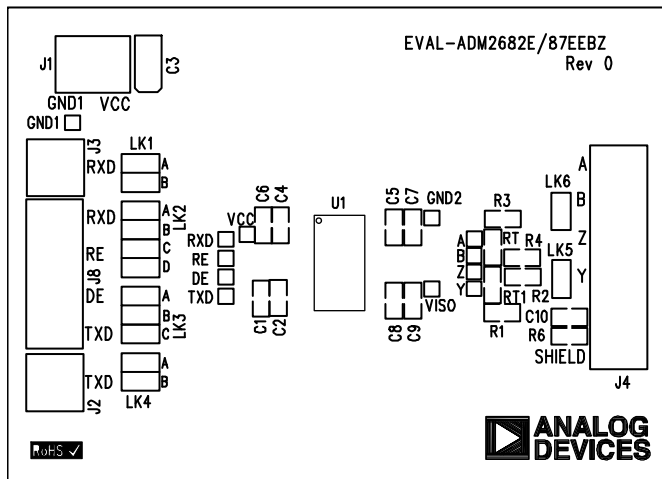 EVAL-ADM2682E/87EEBZ
Rev 0
J1
C3
GND1 VCC
GND1
J3
LK1
RXD
A
B
RXD
RE
J8
DE
TXD
A
B
C
D
LK2
A
B
C
LK3
TXD
J2
A
B
LK4
RXD
RE
DE
TXD
VCC
C6
C4
C1
C2
U1
C5
C7
GND2
C8
C9
VISO
A
B
Z
Y
R3
RT
R4
RT1
R2
R1
LK6
LK5
C10
R6
A
B
Z
Y
SHIELD
J4
RoHS ✓
ANALOG
DEVICES